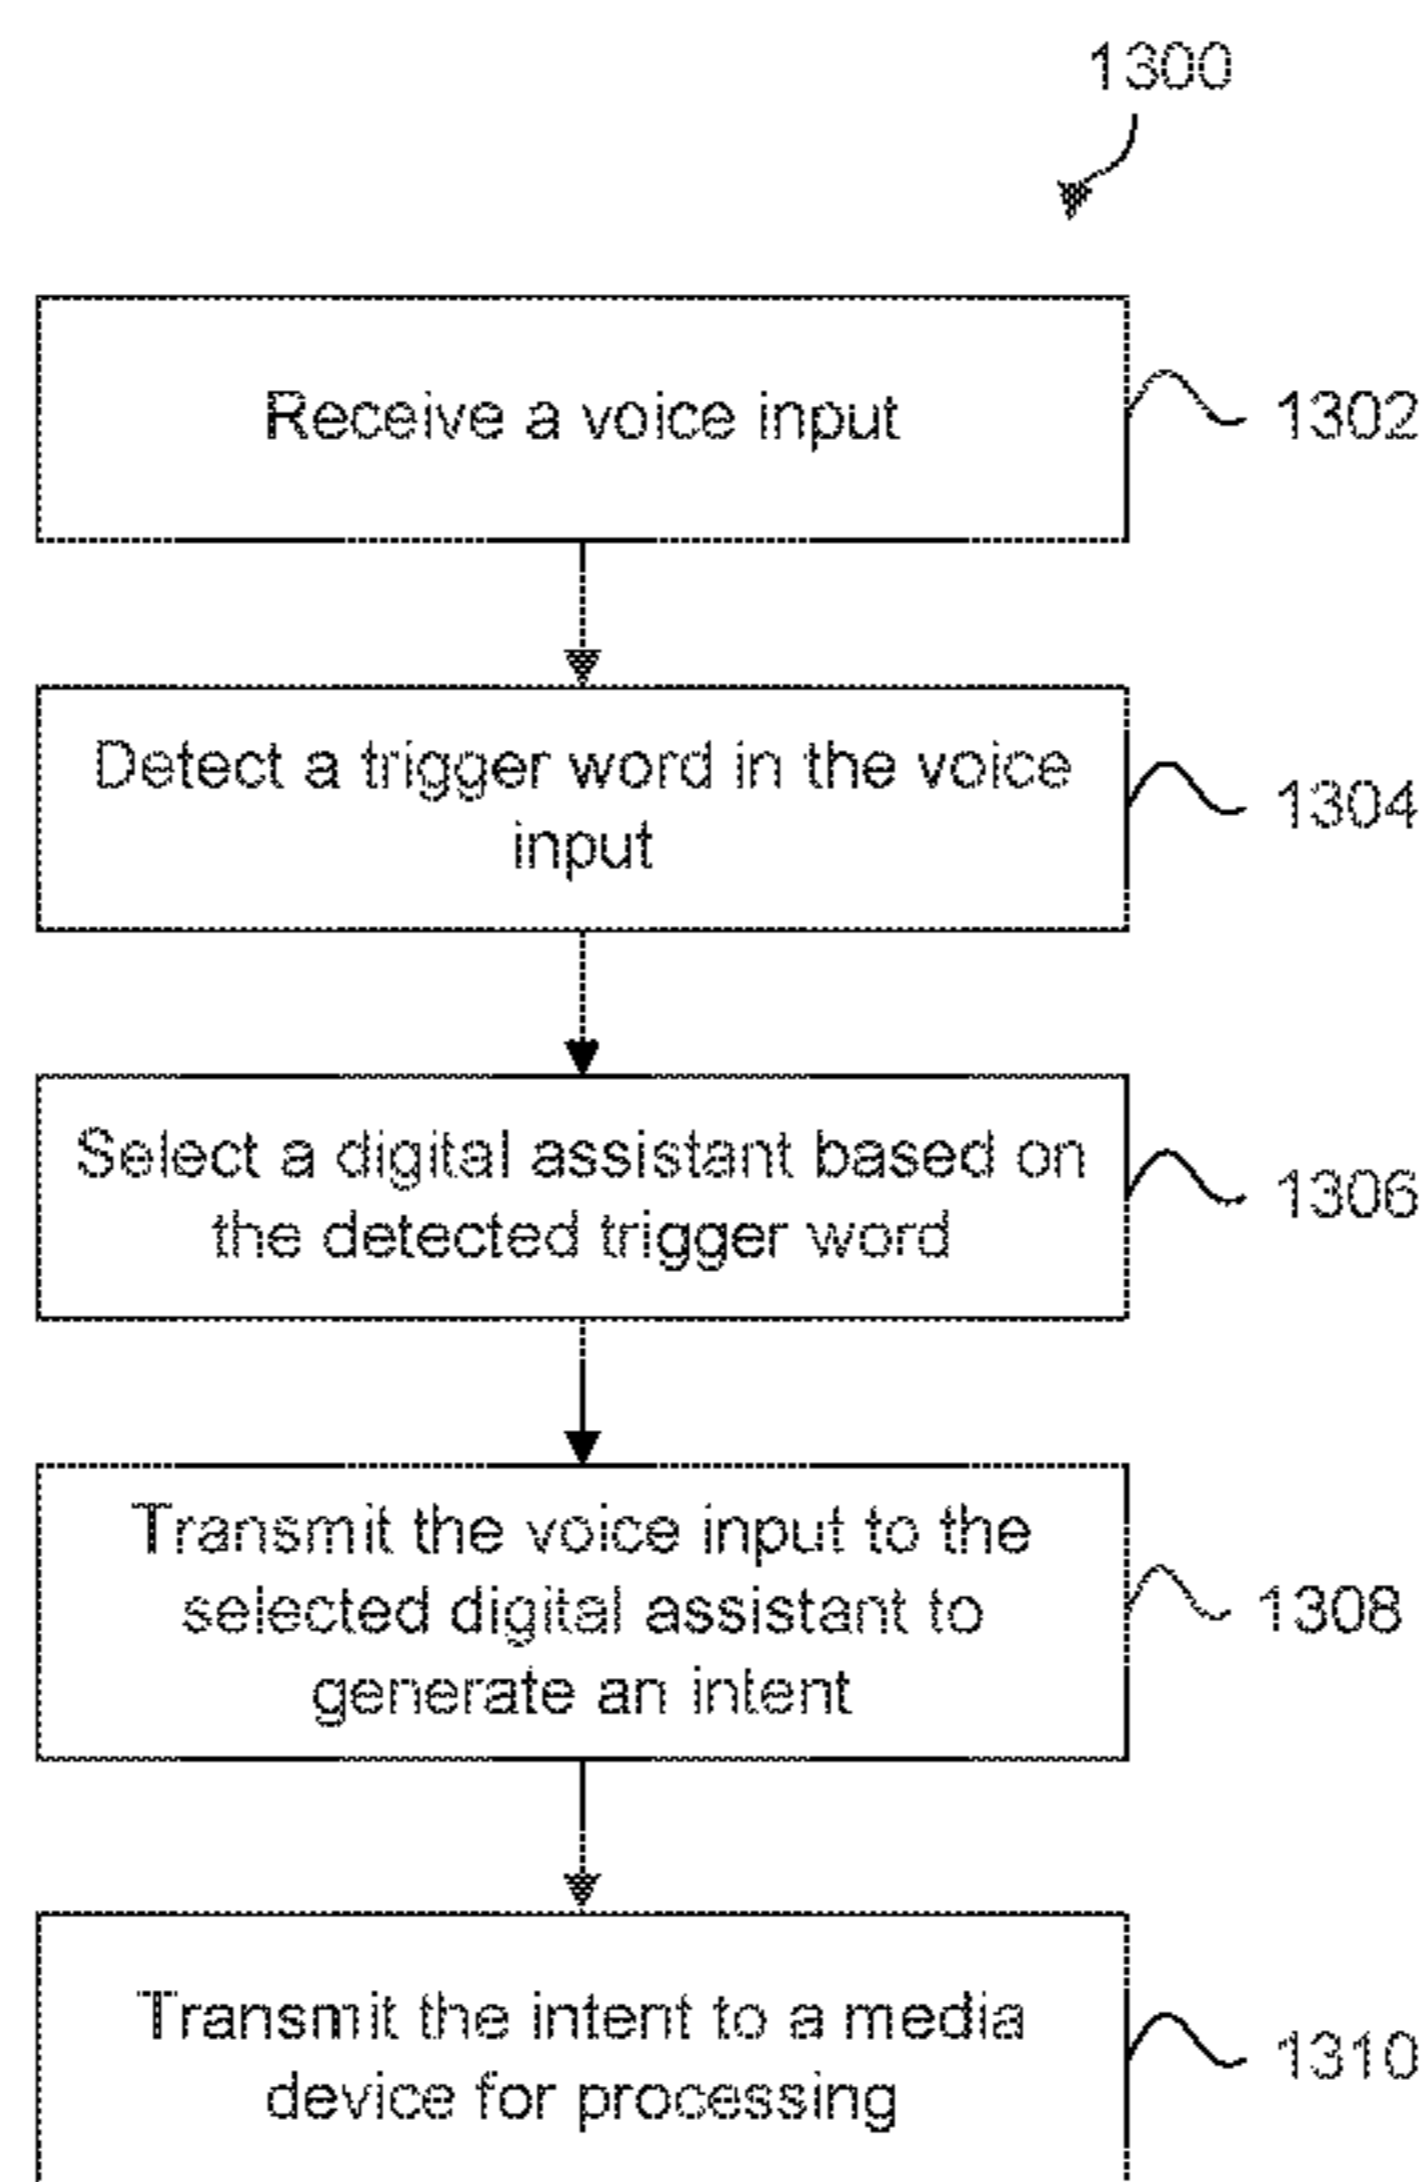 1300
Receive a voice input
1302
Detect a trigger word in the voice
input
1304
Select a digital assistant based on
the detected trigger word
1306
Transmit the voice input to the
selected digital assistant to
generate an intent
1308
Transmit the intent to a media
device for processing
1310